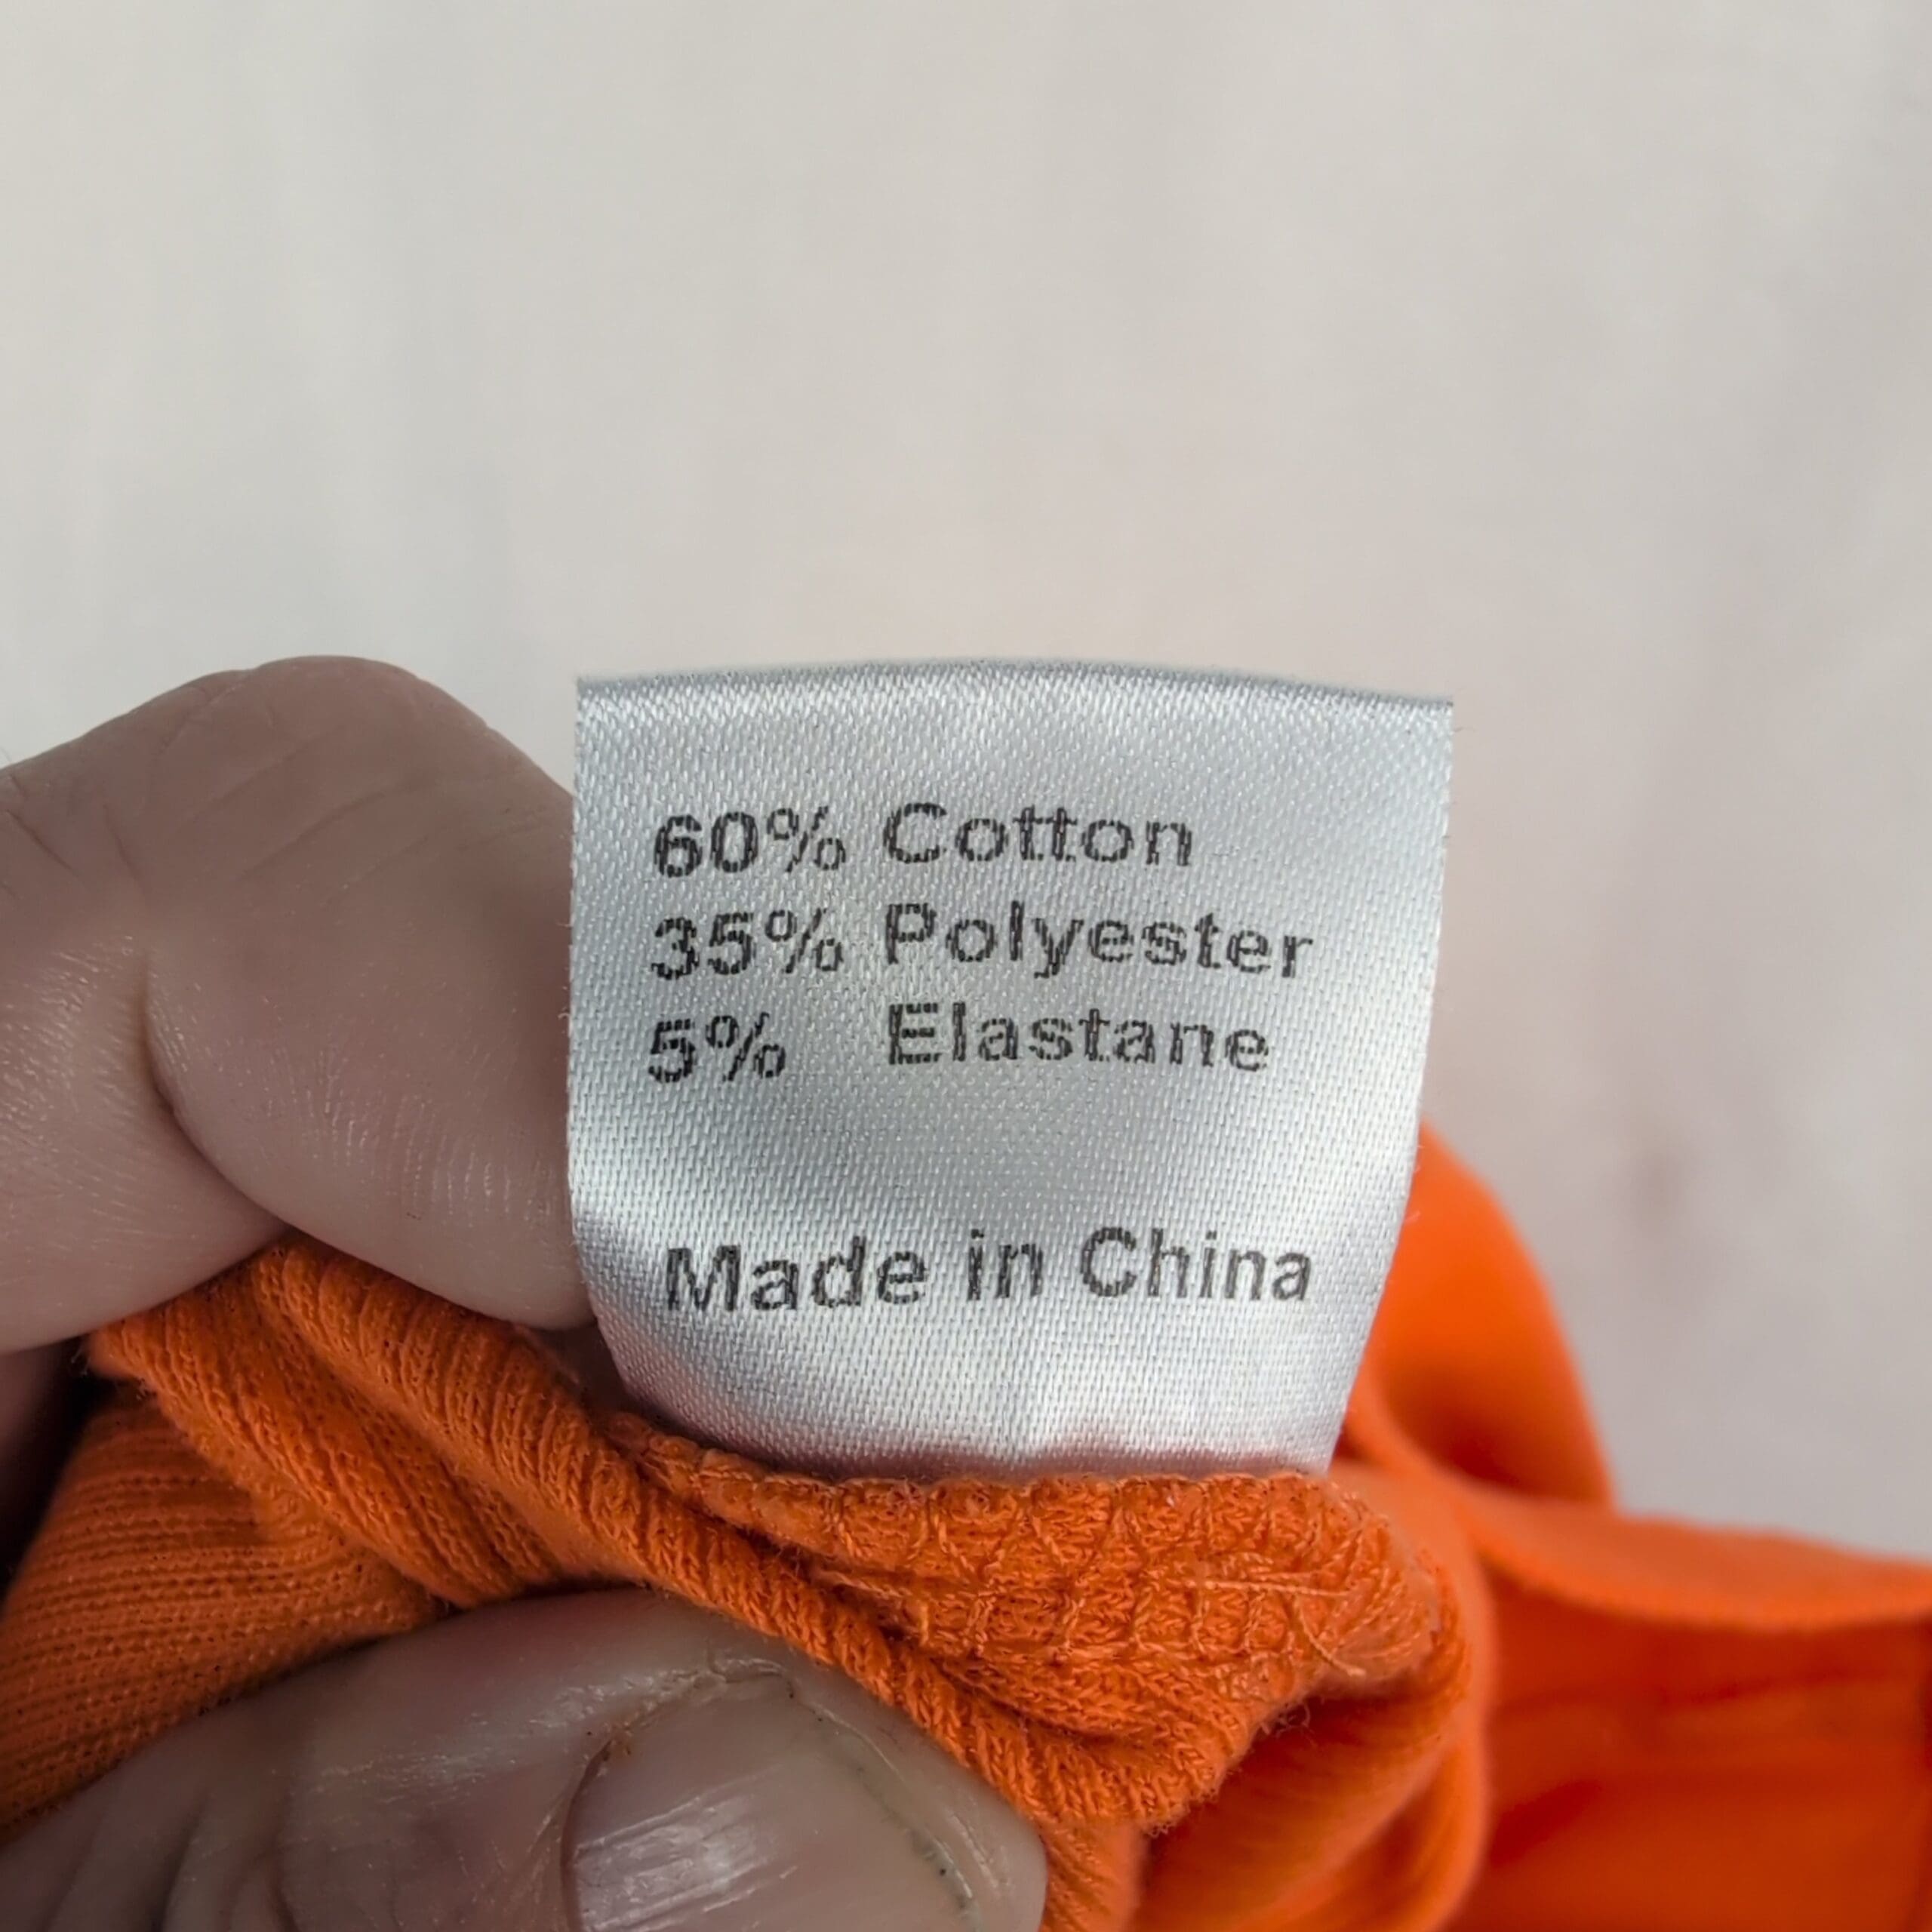 60% Cotton
35% Polyester
5% Elastane
Made in China